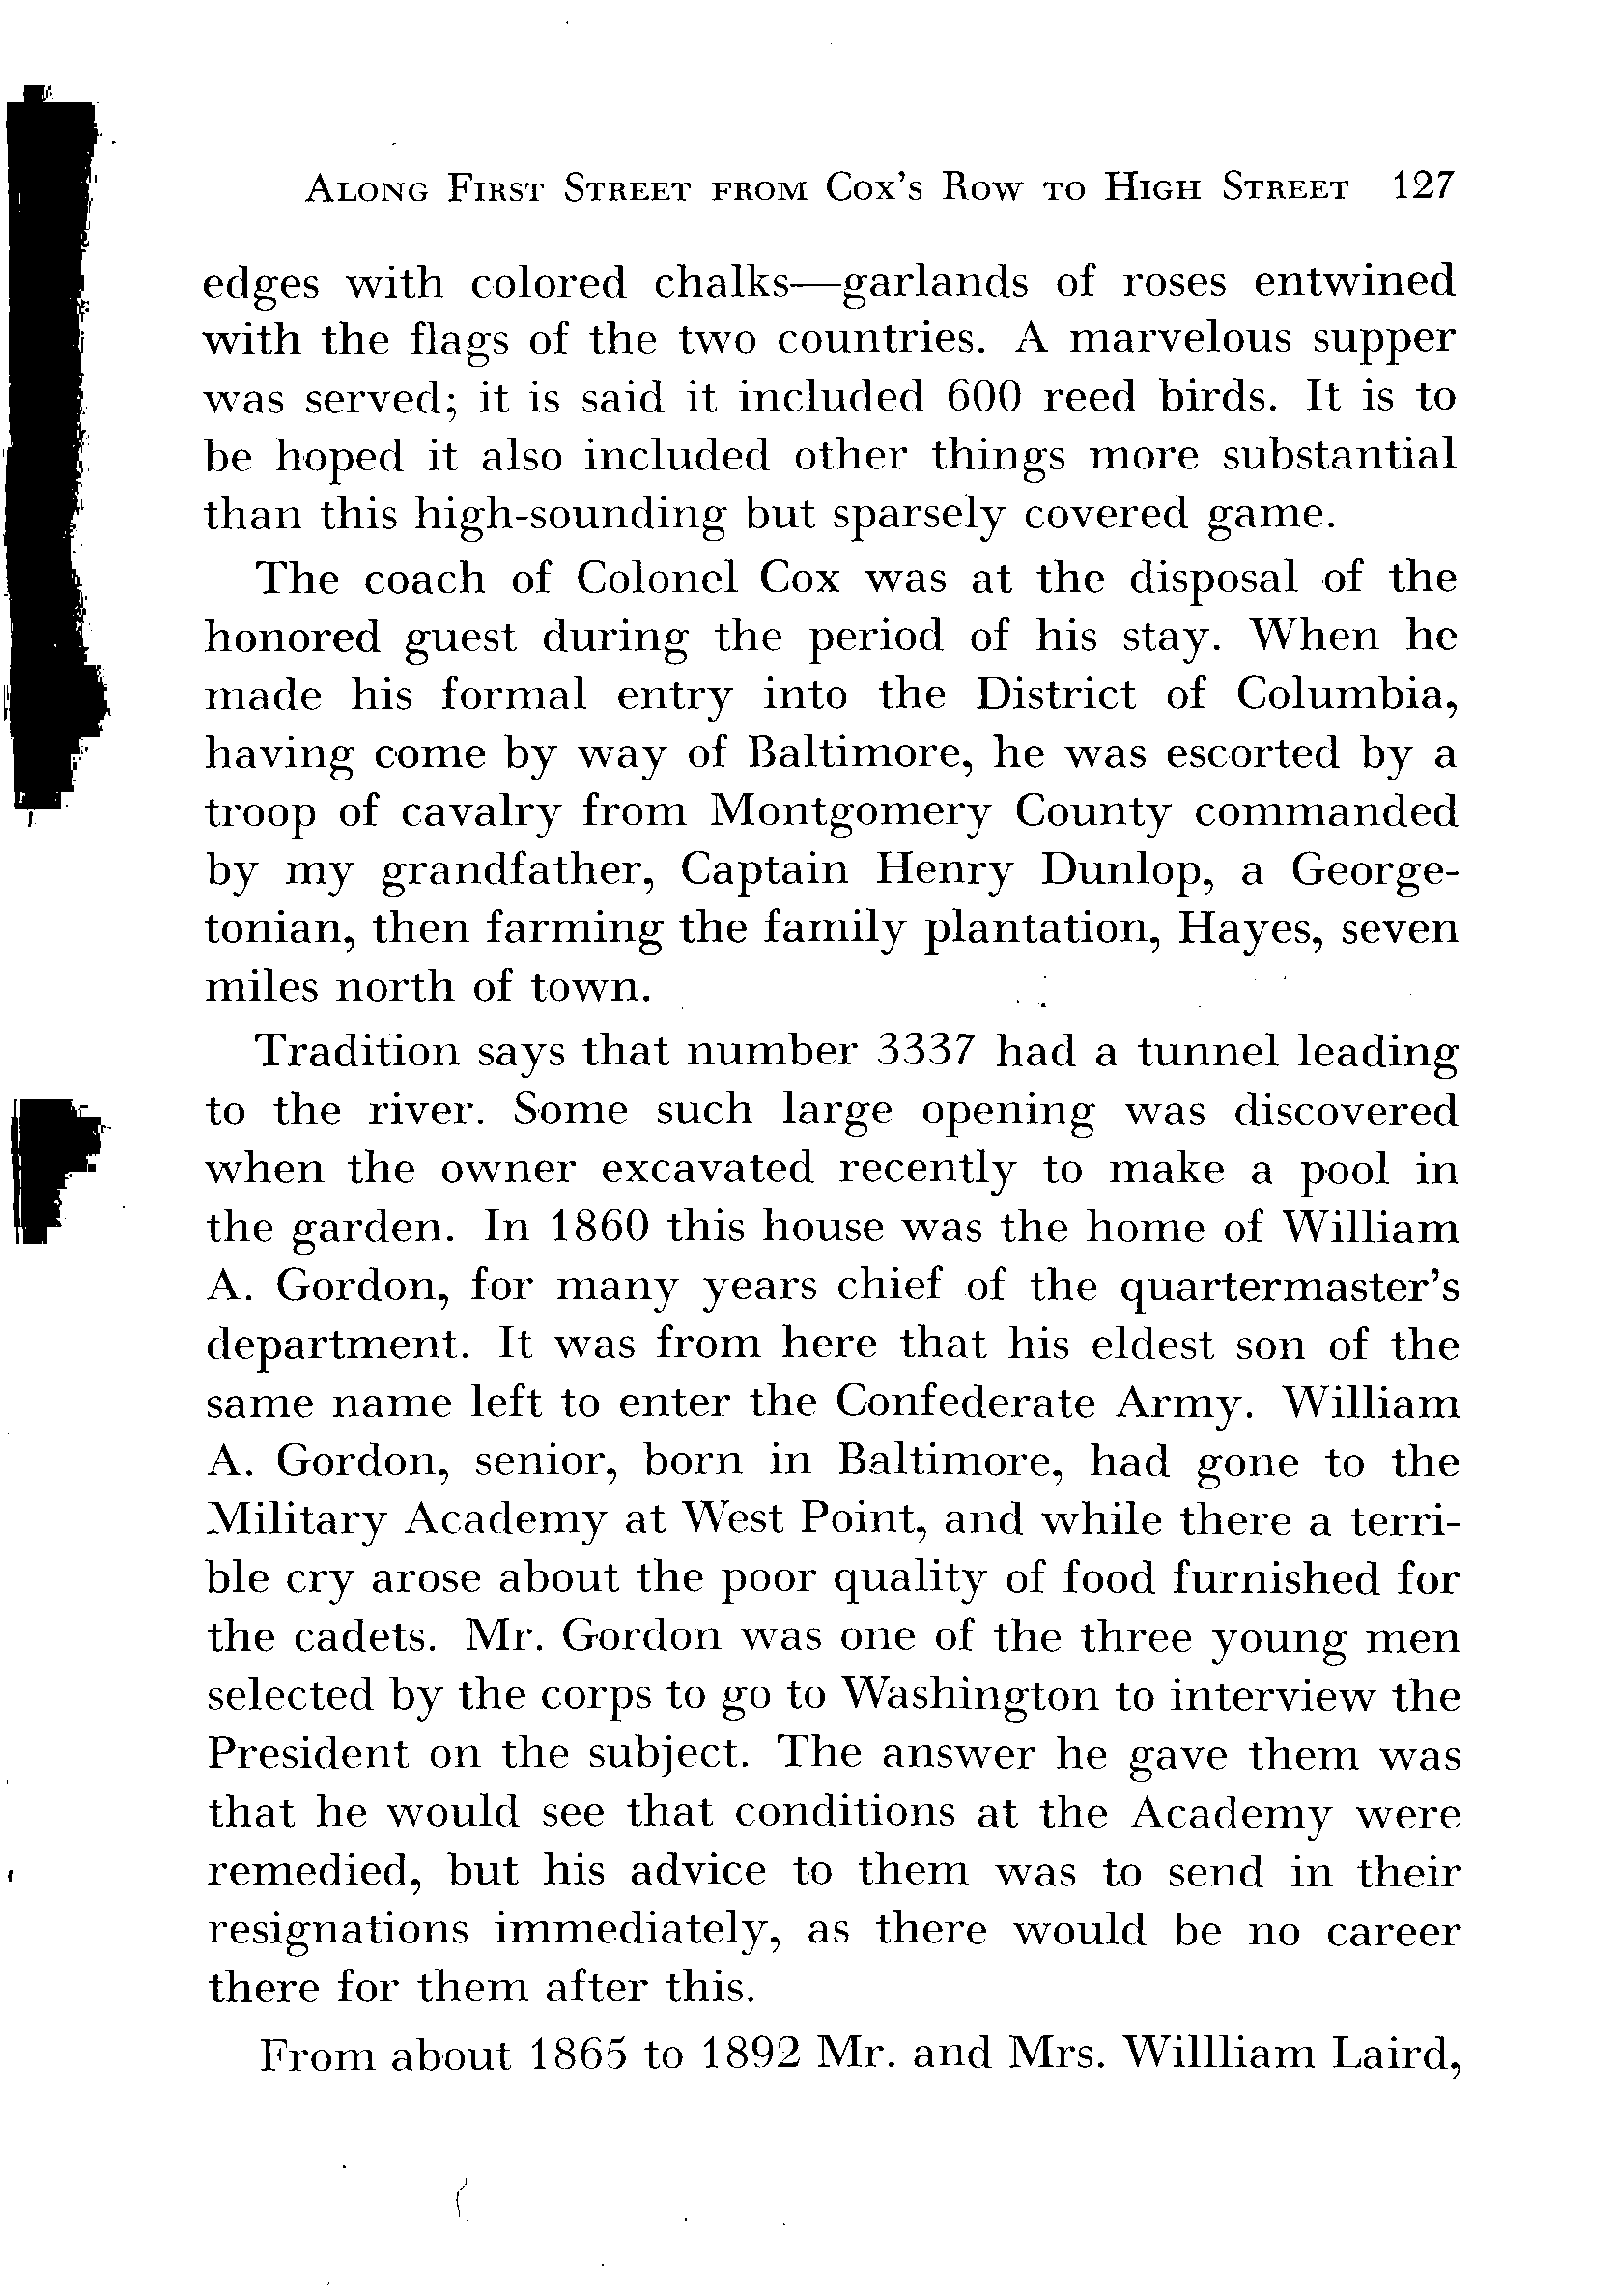 Along First Street from Cox's Row to High Street 127
edges with colored chalks—garlands of roses entwined
with the flags of the two countries. A marvelous supper
was served; it is said it included 600 reed birds. It is to
be hoped it also included other things more substantial
than this high-sounding but sparsely covered game.
The coach of Colonel Cox was at the disposal of the
honored guest during the period of his stay. When he
made his formal entry into the District of Columbia,
having come by way of Baltimore, he was escorted by a
troop of cavalry from Montgomery County commanded
by my grandfather, Captain Henry Dunlop, a George-
tonian, then farming the family plantation, Hayes, seven
miles north of town.
Tradition says that number 3337 had a tunnel leading
to the river. Some such large opening was discovered
when the owner excavated recently to make a pool in
the garden. In 1860 this house was the home of William
A. Gordon, for many years chief of the quartermaster's
department. It was from here that his eldest son of the
same name left to enter the Confederate Army. William
A. Gordon, senior, born in Baltimore, had gone to the
Military Academy at West Point, and while there a terri-
ble cry arose about the poor quality of food furnished for
the cadets. Mr. Gordon was one of the three young men
selected by the corps to go to Washington to interview the
President on the subject. The answer he gave them was
that he would see that conditions at the Academy were
remedied, but his advice to them was to send in their
resignations immediately, as there would be no career
there for them after this.
From about 1865 to 1892 Mr. and Mrs. Willliam Laird,